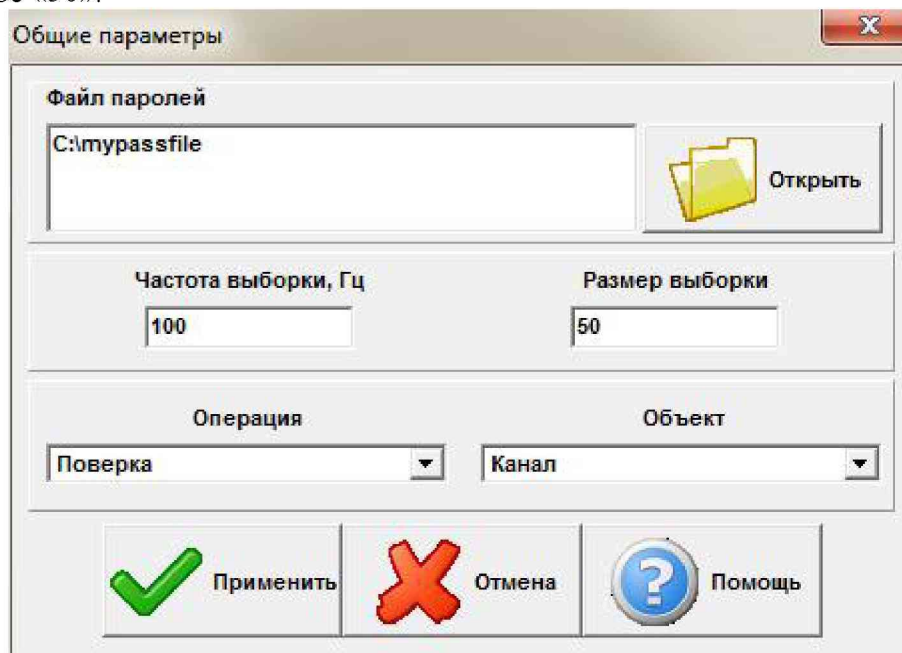 Общие параметры
Файл паролей
C:\mypassfile
Открыть
Частота выборки, Гц
Размер выборки
100
50
Операция
Объект
Поверка
Канал
Применить
Отмена
Помощь